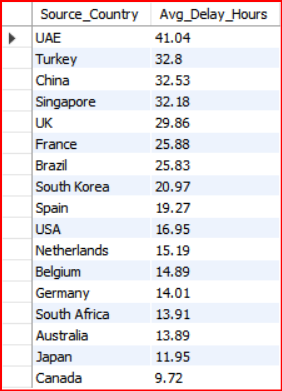 Source_Country Avg_Delay_Hours
UAE 41.04
Turkey 32.8
China 32.53
Singapore 32.18
UK 29.86
France 25.88
Brazil 25.83
South Korea 20.97
Spain 19.27
USA 16.95
Netherlands 15.19
Belgium 14.89
Germany 14.01
South Africa 13.91
Australia 13.89
Japan 11.95
Canada 9.72